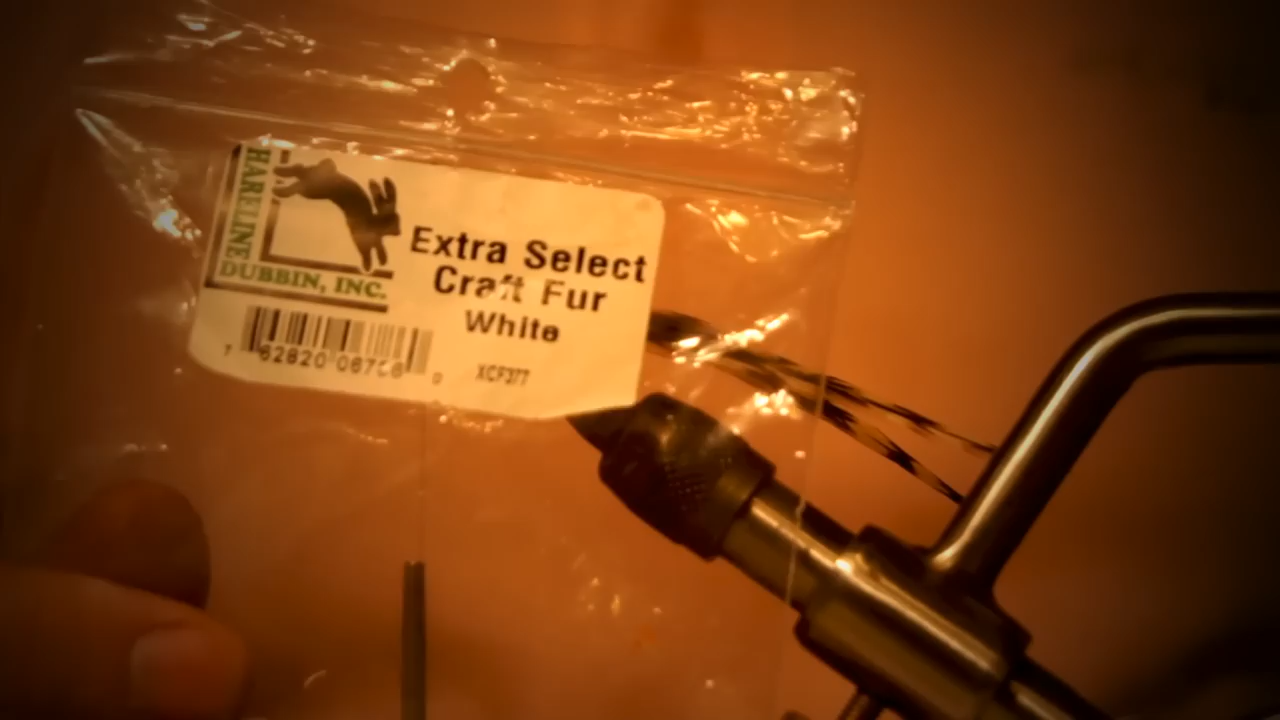 HARELINE
DUBBIN, INC.
Extra Select
Craft Fur
White
XCF377